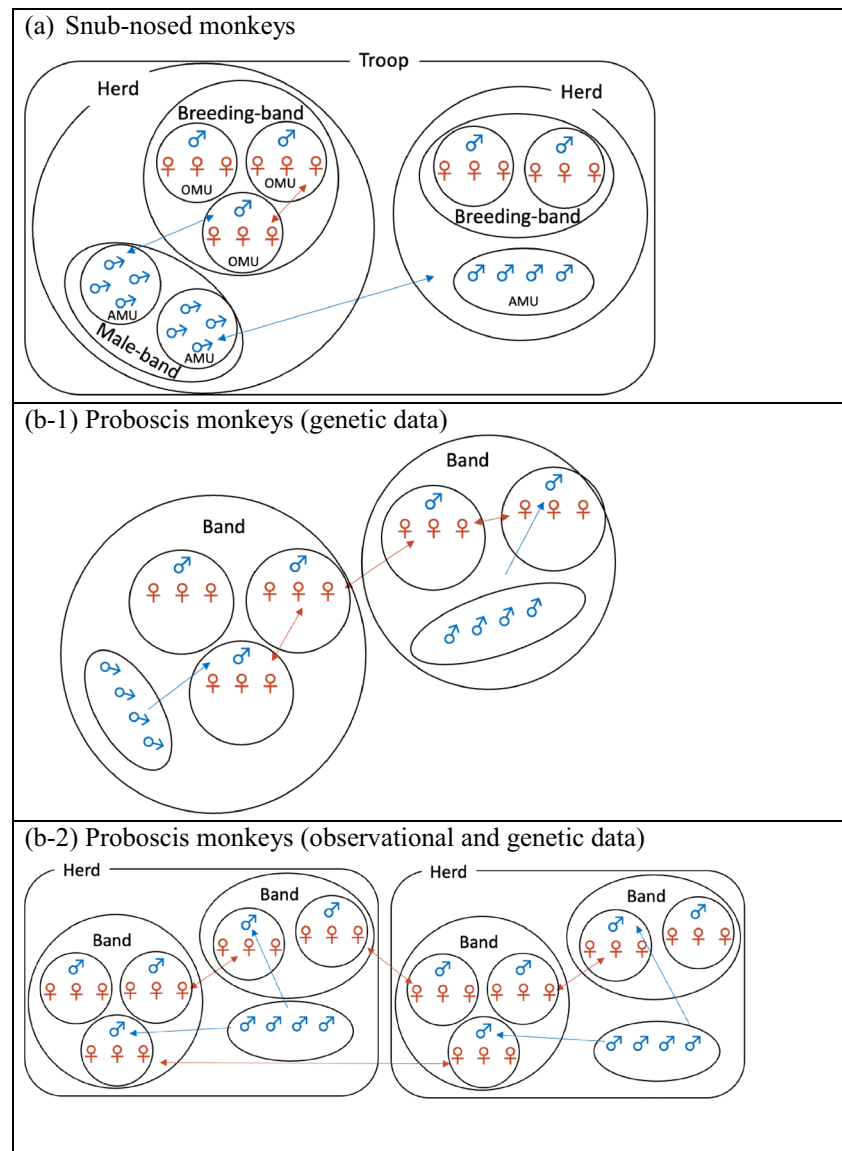 (a) Snub-nosed monkeys
Troop
Herd
Herd
Breeding-band
♂ ♂
♀ ♀ ♀ ♀ ♀ ♀
OMU OMU
♂
♀ ♀ ♀
OMU
♂ ♂
♀ ♀ ♀ ♀ ♀ ♀
Breeding-band
♂ ♂ ♂ ♂
AMU
♂ ♂ ♂ ♂
AMU
♂ ♂ ♂ ♂
AMU
Male-band
(b-1) Proboscis monkeys (genetic data)
Band
Band
♂ ♂
♀ ♀ ♀ ♀ ♀ ♀
♂
♀ ♀ ♀
♂ ♂ ♂ ♂
♂ ♂
♀ ♀ ♀ ♀ ♀ ♀
♂ ♂ ♂ ♂
(b-2) Proboscis monkeys (observational and genetic data)
Herd
Herd
Band
♂ ♂
♀ ♀ ♀ ♀ ♀ ♀
Band
♂ ♂
♀ ♀ ♀ ♀ ♀ ♀
♂
♀ ♀ ♀
♂ ♂ ♂ ♂
Band
♂ ♂
♀ ♀ ♀ ♀ ♀ ♀
Band
♂ ♂
♀ ♀ ♀ ♀ ♀ ♀
♂
♀ ♀ ♀
♂ ♂ ♂ ♂